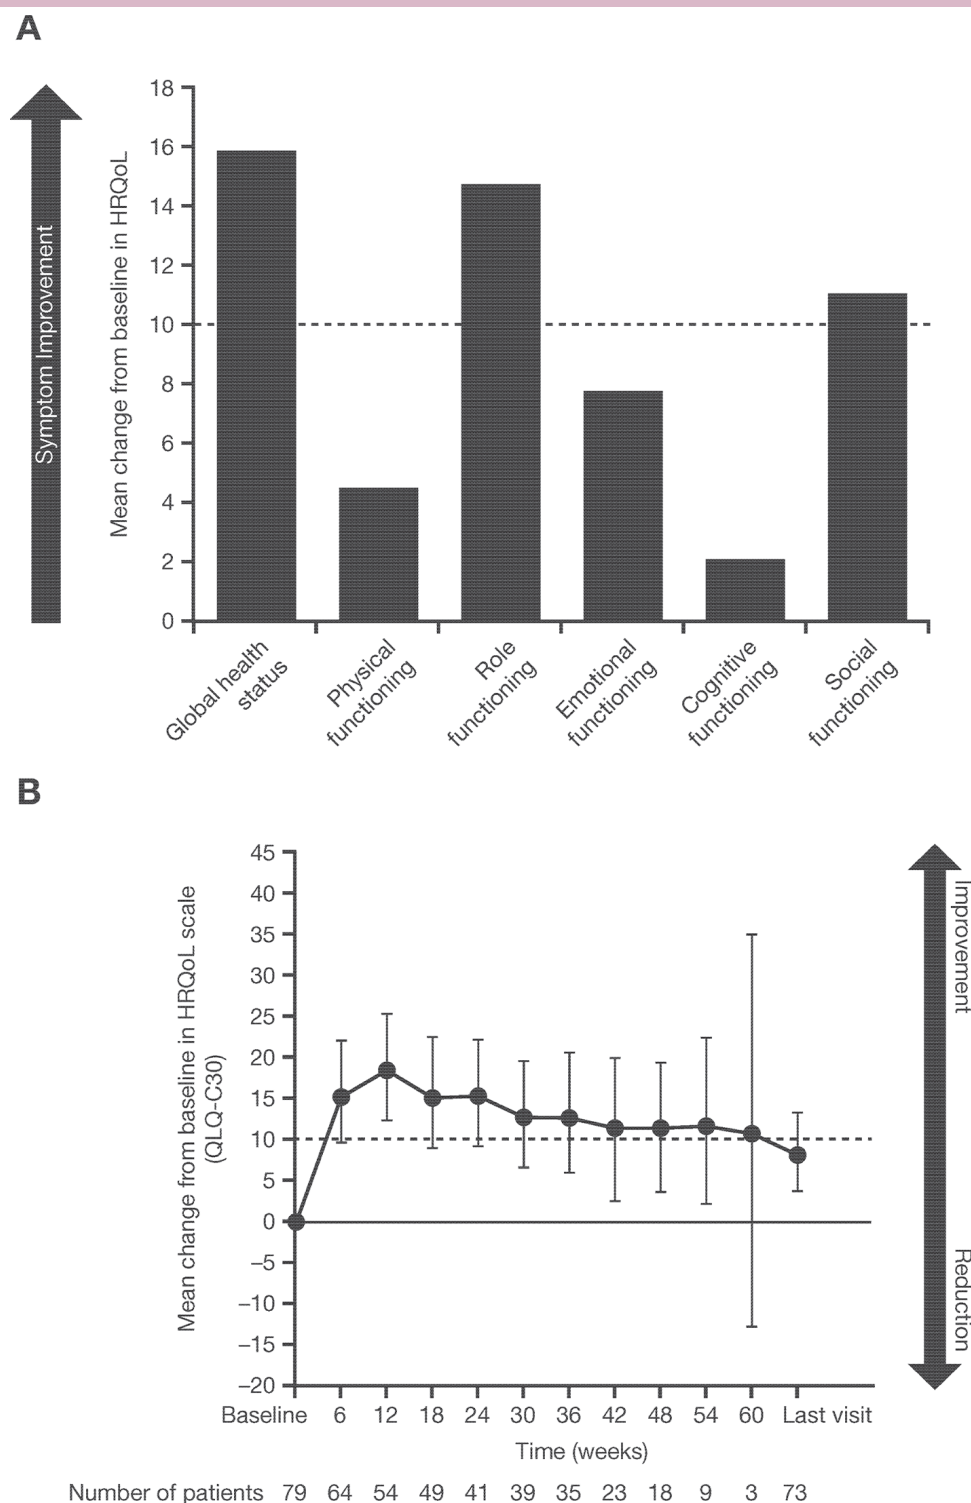 A
Symptom Improvement
Mean change from baseline in HRQoL
18
16
14
12
10
8
6
4
2
0
Global health
status
Physical
functioning
Role
functioning
Emotional
functioning
Cognitive
functioning
Social
functioning
B
Mean change from baseline in HRQoL scale
(QLQ-C30)
45
40
35
30
25
20
15
10
5
0
–5
–10
–15
–20
Improvement
Reduction
Baseline 6 12 18 24 30 36 42 48 54 60 Last visit
Time (weeks)
Number of patients 79 64 54 49 41 39 35 23 18 9 3 73